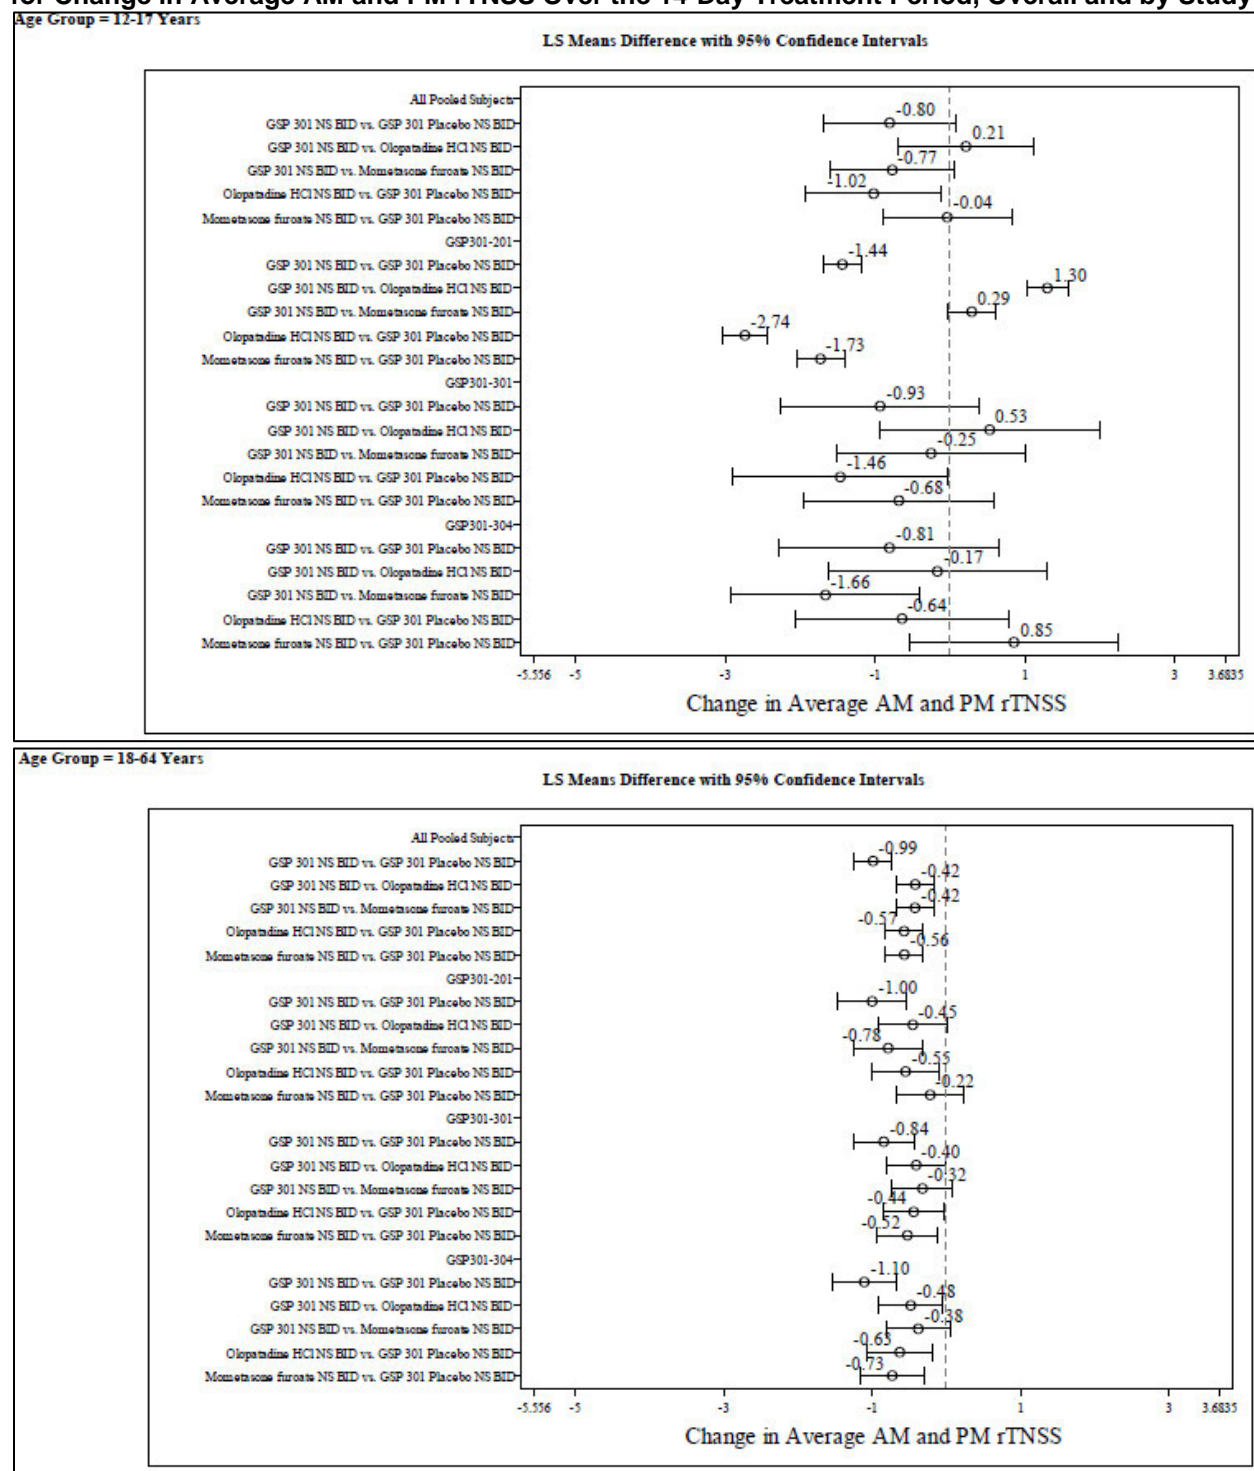 for Change in Average AM and PM rTNSS Over the 14-Day Treatment Period, Overall and by Study
Age Group = 12-17 Years
LS Means Difference with 95% Confidence Intervals
All Pooled Subjects
GSP 301 NS BID vs. GSP 301 Placebo NS BID
-0.80
GSP 301 NS BID vs. Olopatadine HCl NS BID
0.21
GSP 301 NS BID vs. Mometasone furoate NS BID
-0.77
Olopatadine HCl NS BID vs. GSP 301 Placebo NS BID
-1.02
Mometasone furoate NS BID vs. GSP 301 Placebo NS BID
-0.04
GSP301-201
GSP 301 NS BID vs. GSP 301 Placebo NS BID
-1.44
GSP 301 NS BID vs. Olopatadine HCl NS BID
1.30
GSP 301 NS BID vs. Mometasone furoate NS BID
0.29
Olopatadine HCl NS BID vs. GSP 301 Placebo NS BID
-2.74
Mometasone furoate NS BID vs. GSP 301 Placebo NS BID
-1.73
GSP301-301
GSP 301 NS BID vs. GSP 301 Placebo NS BID
-0.93
GSP 301 NS BID vs. Olopatadine HCl NS BID
0.53
GSP 301 NS BID vs. Mometasone furoate NS BID
-0.25
Olopatadine HCl NS BID vs. GSP 301 Placebo NS BID
-1.46
Mometasone furoate NS BID vs. GSP 301 Placebo NS BID
-0.68
GSP301-304
GSP 301 NS BID vs. GSP 301 Placebo NS BID
-0.81
GSP 301 NS BID vs. Olopatadine HCl NS BID
-0.17
GSP 301 NS BID vs. Mometasone furoate NS BID
-1.66
Olopatadine HCl NS BID vs. GSP 301 Placebo NS BID
-0.64
Mometasone furoate NS BID vs. GSP 301 Placebo NS BID
0.85
-5.556 -5 -3 -1 1 3 3.6835
Change in Average AM and PM rTNSS
Age Group = 18-64 Years
LS Means Difference with 95% Confidence Intervals
All Pooled Subjects
GSP 301 NS BID vs. GSP 301 Placebo NS BID
-0.99
GSP 301 NS BID vs. Olopatadine HCl NS BID
-0.42
GSP 301 NS BID vs. Mometasone furoate NS BID
-0.42
Olopatadine HCl NS BID vs. GSP 301 Placebo NS BID
-0.57
Mometasone furoate NS BID vs. GSP 301 Placebo NS BID
-0.56
GSP301-201
GSP 301 NS BID vs. GSP 301 Placebo NS BID
-1.00
GSP 301 NS BID vs. Olopatadine HCl NS BID
-0.45
GSP 301 NS BID vs. Mometasone furoate NS BID
-0.78
Olopatadine HCl NS BID vs. GSP 301 Placebo NS BID
-0.55
Mometasone furoate NS BID vs. GSP 301 Placebo NS BID
-0.22
GSP301-301
GSP 301 NS BID vs. GSP 301 Placebo NS BID
-0.84
GSP 301 NS BID vs. Olopatadine HCl NS BID
-0.40
GSP 301 NS BID vs. Mometasone furoate NS BID
-0.32
Olopatadine HCl NS BID vs. GSP 301 Placebo NS BID
-0.44
Mometasone furoate NS BID vs. GSP 301 Placebo NS BID
-0.52
GSP301-304
GSP 301 NS BID vs. GSP 301 Placebo NS BID
-1.10
GSP 301 NS BID vs. Olopatadine HCl NS BID
-0.48
GSP 301 NS BID vs. Mometasone furoate NS BID
-0.38
Olopatadine HCl NS BID vs. GSP 301 Placebo NS BID
-0.63
Mometasone furoate NS BID vs. GSP 301 Placebo NS BID
-0.73
-5.556 -5 -3 -1 1 3 3.6835
Change in Average AM and PM rTNSS